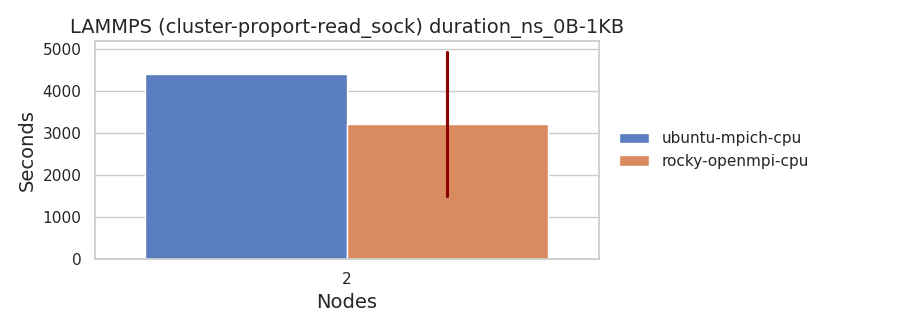 LAMMPS (cluster-proport-read_sock) duration_ns_0B-1KB
Seconds
5000
4000
3000
2000
1000
0
2
Nodes
ubuntu-mpich-cpu
rocky-openmpi-cpu